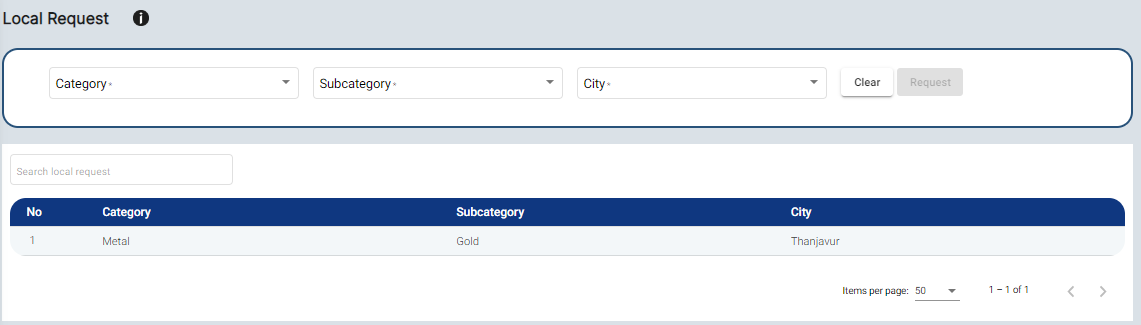 Local Request
Category * Subcategory * City * Clear Request
Search local request
No Category Subcategory City
1 Metal Gold Thanjavur
Items per page: 50 1 – 1 of 1